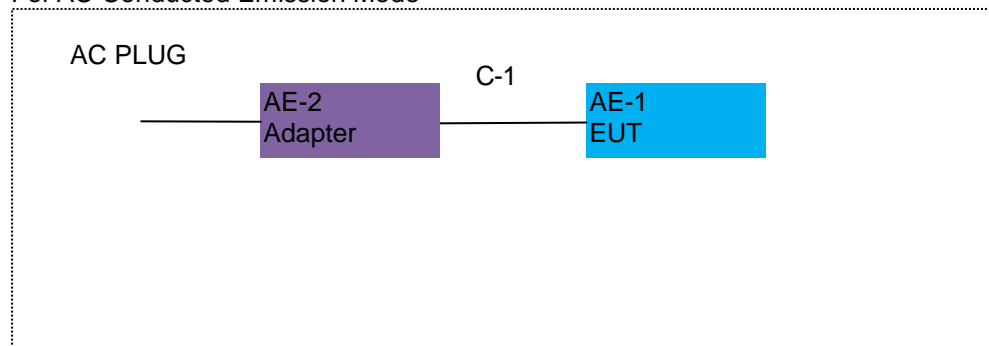 For AC Conducted Emission Mode
AC PLUG
C-1
AE-2
Adapter
AE-1
EUT